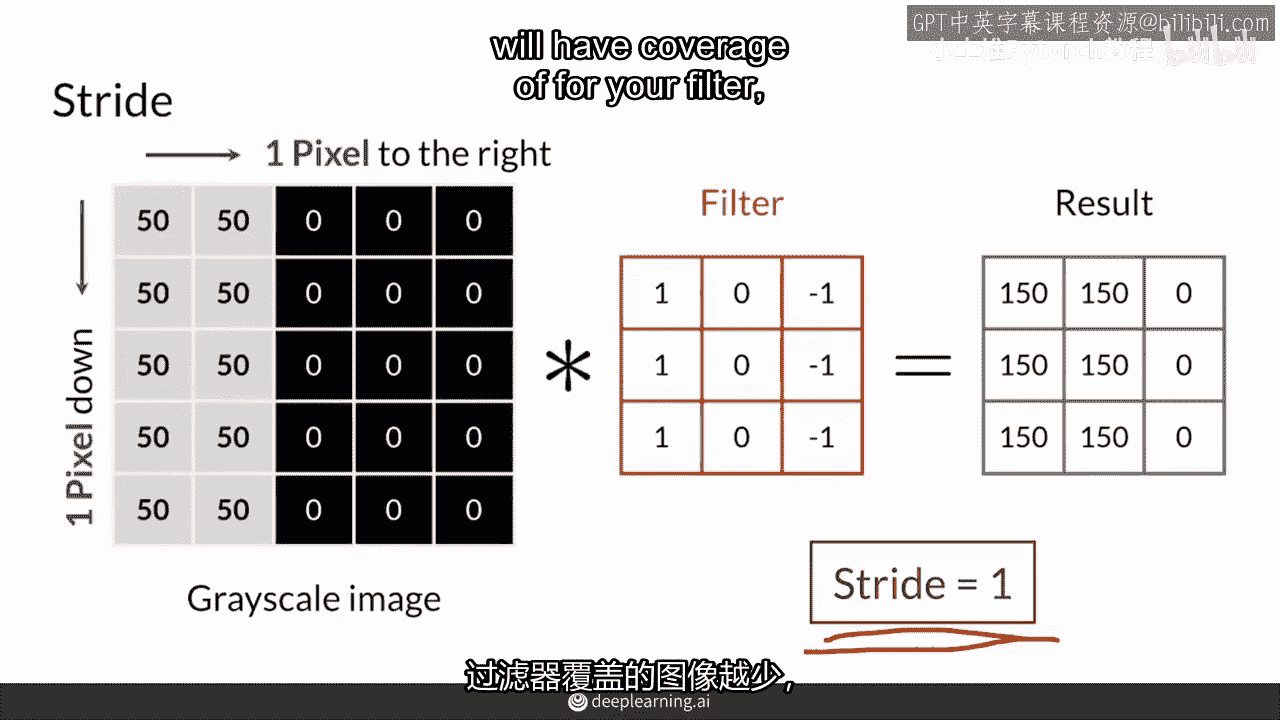 GPT中英字幕课程资源@bilibili.com
will have coverage
of for your filter,
Stride
1 Pixel to the right
1 Pixel down
50 50 0 0 0
50 50 0 0 0
50 50 0 0 0
50 50 0 0 0
50 50 0 0 0
Grayscale image
*
Filter
1 0 -1
1 0 -1
1 0 -1
=
Result
150 150 0
150 150 0
150 150 0
Stride = 1
过滤器覆盖的图像越少,
deeplearning.ai